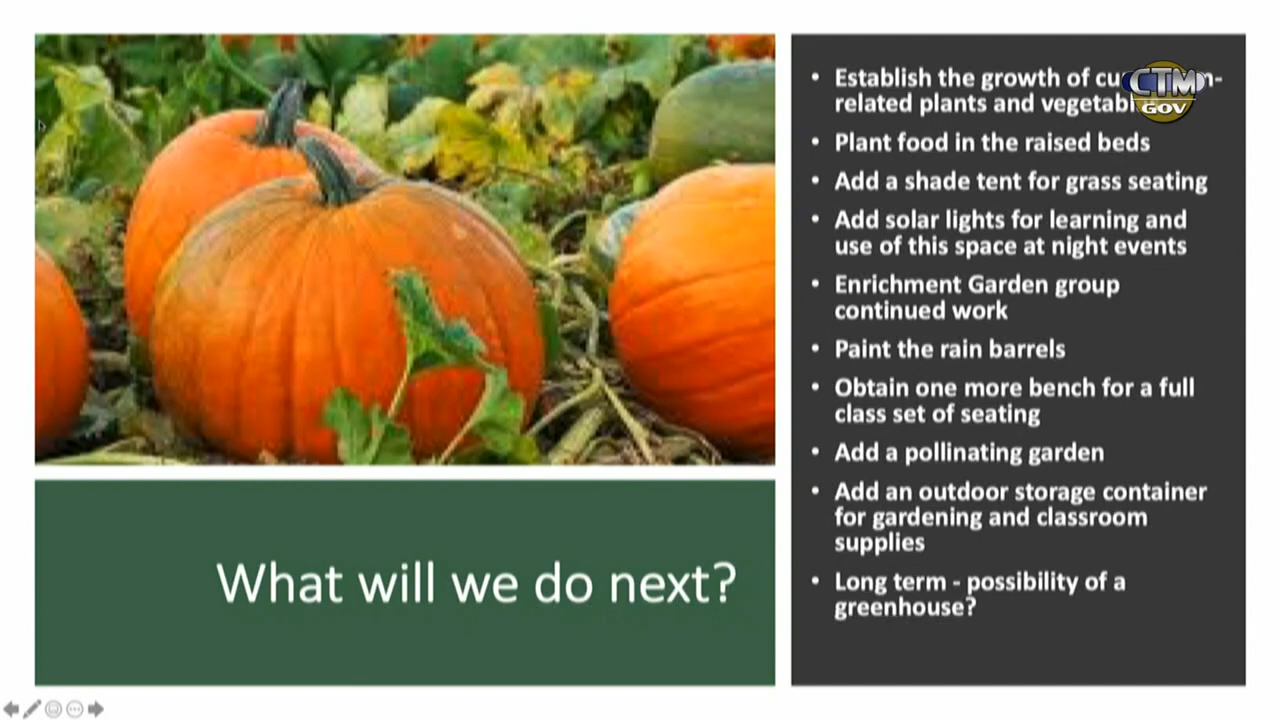 • Establish the growth of
related plants and
• Plant food in the raised beds
• Add a shade tent for grass seating
• Add solar lights for learning and
use of this space at night events
• Enrichment Garden group
continued work
• Paint the rain barrels
• Obtain one more bench for a full
class set of seating
• Add a pollinating garden
• Add an outdoor storage container
for gardening and classroom
supplies
• Long term - possibility of a
greenhouse?
What will we do next?
CTM
GOV